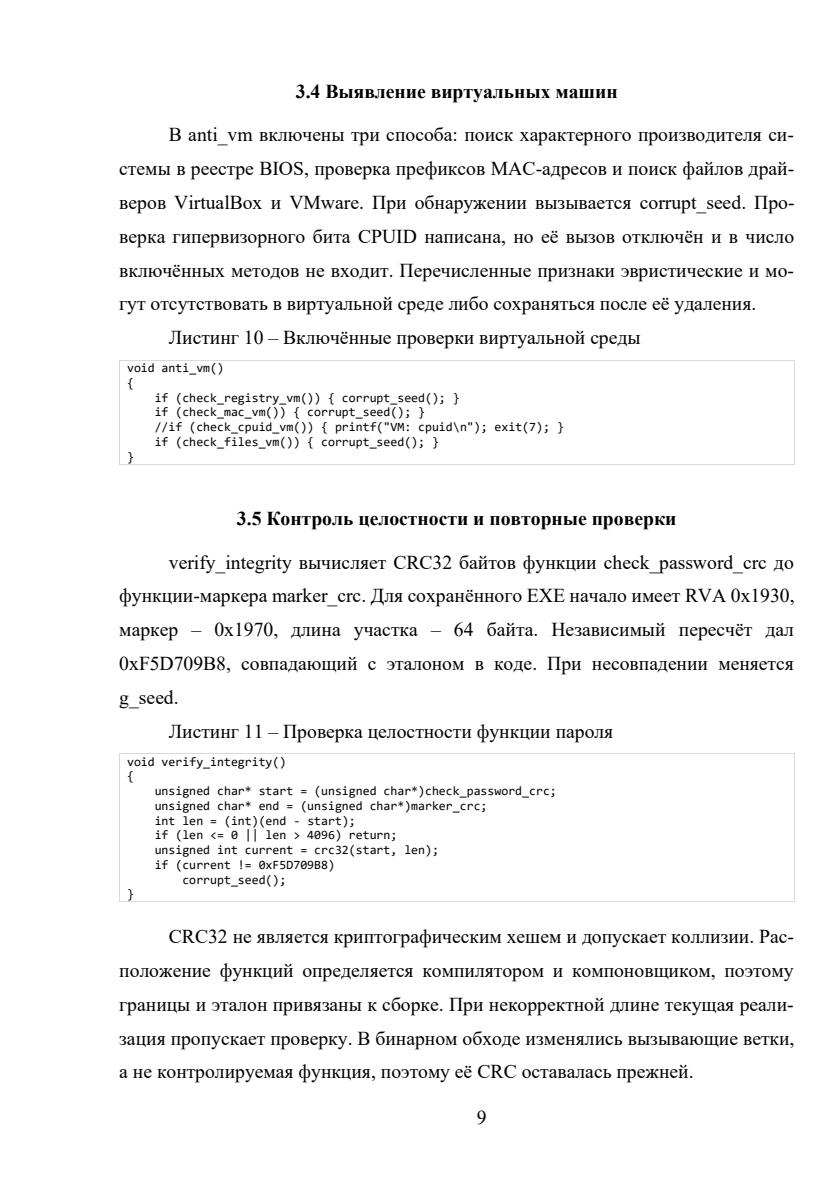 3.4 Выявление виртуальных машин
В anti_vm включены три способа: поиск характерного производителя си-
стемы в реестре BIOS, проверка префиксов MAC-адресов и поиск файлов драй-
веров VirtualBox и VMware. При обнаружении вызывается corrupt_seed. Про-
верка гипервизорного бита CPUID написана, но её вызов отключён и в число
включённых методов не входит. Перечисленные признаки эвристические и мо-
гут отсутствовать в виртуальной среде либо сохраняться после её удаления.
Листинг 10 – Включённые проверки виртуальной среды
void anti_vm()
{
    if (check_registry_vm()) { corrupt_seed(); }
    if (check_mac_vm()) { corrupt_seed(); }
    //if (check_cpuid_vm()) { printf("VM: cpuid\n"); exit(7); }
    if (check_files_vm()) { corrupt_seed(); }
}
3.5 Контроль целостности и повторные проверки
verify_integrity вычисляет CRC32 байтов функции check_password_crc до
функции-маркера marker_crc. Для сохранённого EXE начало имеет RVA 0x1930,
маркер – 0x1970, длина участка – 64 байта. Независимый пересчёт дал
0xF5D709B8, совпадающий с эталоном в коде. При несовпадении меняется
g_seed.
Листинг 11 – Проверка целостности функции пароля
void verify_integrity()
{
    unsigned char* start = (unsigned char*)check_password_crc;
    unsigned char* end = (unsigned char*)marker_crc;
    int len = (int)(end - start);
    if (len <= 0 || len > 4096) return;
    unsigned int current = crc32(start, len);
    if (current != 0xF5D709B8)
        corrupt_seed();
}
CRC32 не является криптографическим хешем и допускает коллизии. Рас-
положение функций определяется компилятором и компоновщиком, поэтому
границы и эталон привязаны к сборке. При некорректной длине текущая реали-
зация пропускает проверку. В бинарном обходе изменялись вызывающие ветки,
а не контролируемая функция, поэтому её CRC оставалась прежней.
9